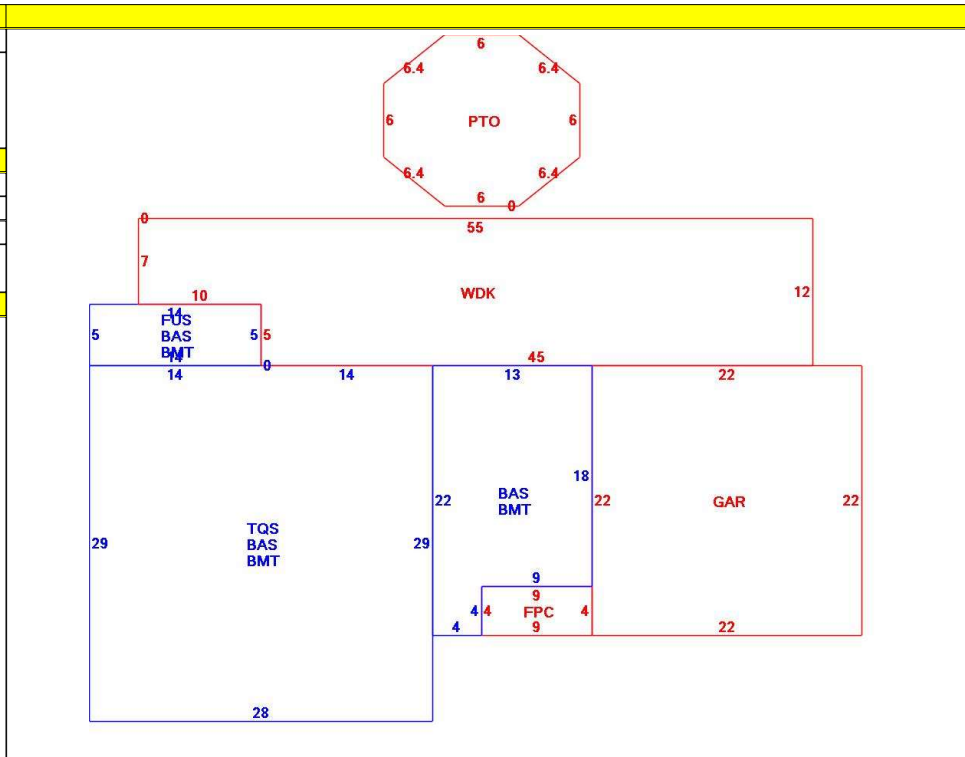 6
6.4 6.4
6 PTO 6
6.4 6.4
6 0
0
55
7
WDK 12
10
14
FUS
5 BAS 5 5
BMT
14 0 45
14 14 13 22
18
BAS
22 BMT 22 GAR 22
TQS
29 BAS 29
BMT
9
9
4 4 FPC 4
4 9 22
28